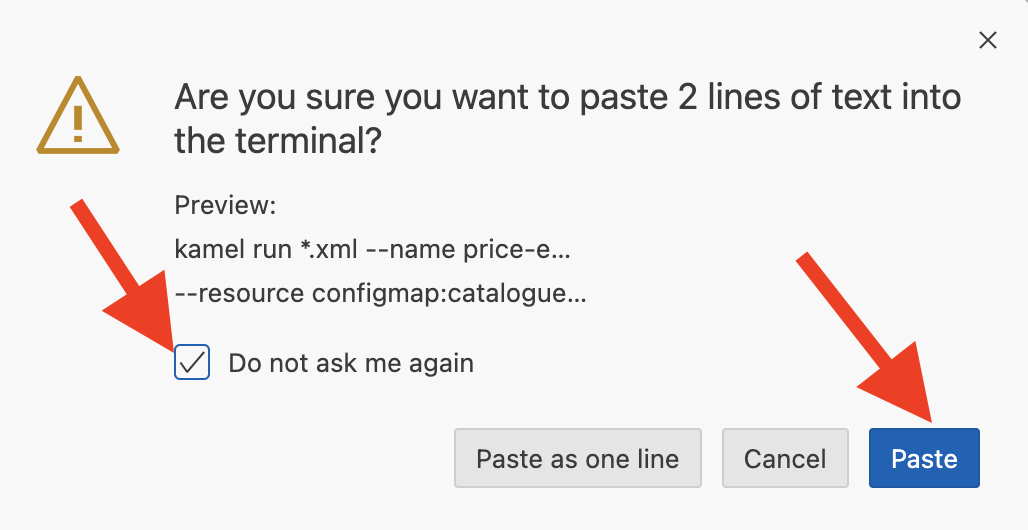 Are you sure you want to paste 2 lines of text into
the terminal?
Preview:
kamel run *.xml --name price-e...
--resource configmap:catalogue...
Do not ask me again
Paste as one line
Cancel
Paste